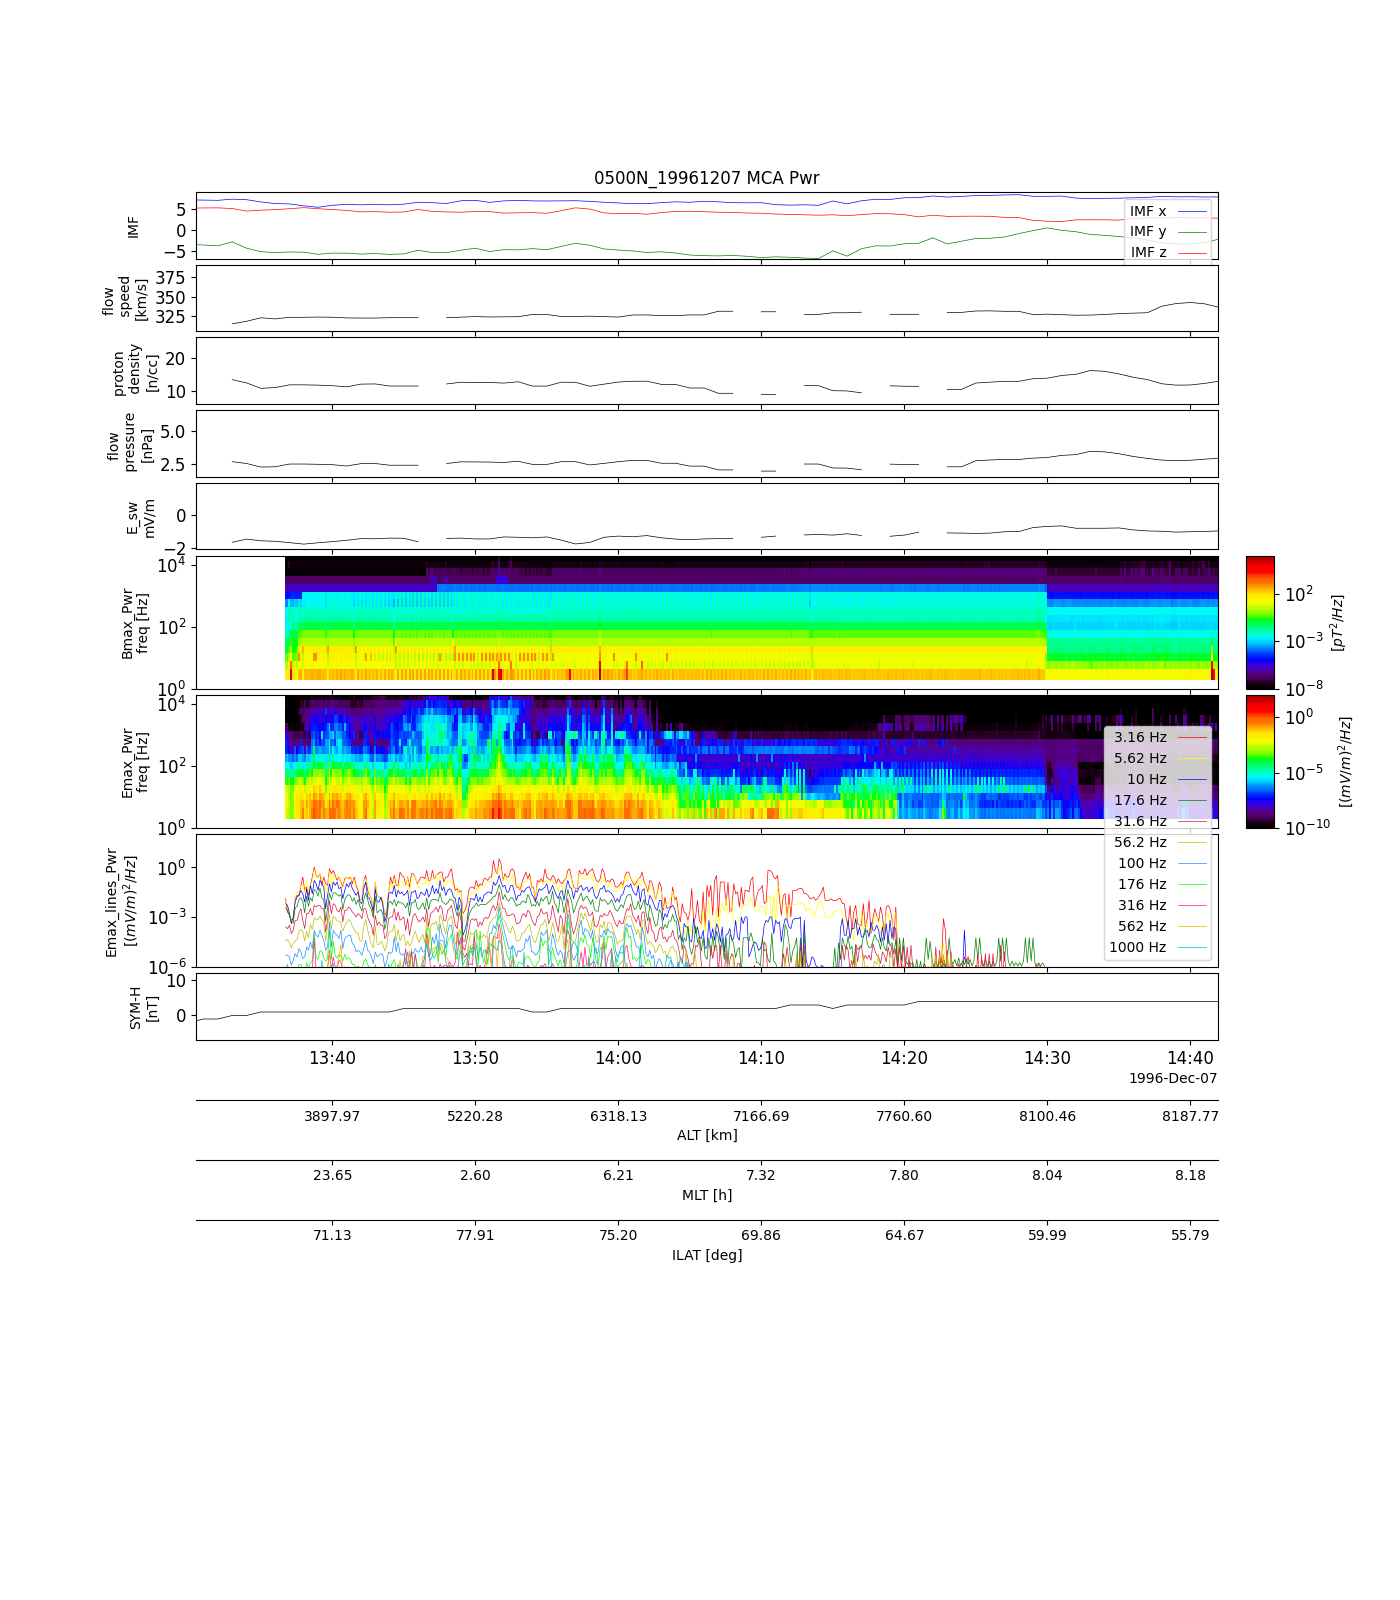 0500N_19961207 MCA Pwr
IMF
5
0
−5
IMF x
IMF y
IMF z
flow
speed
[km/s]
375
350
325
proton
density
[n/cc]
20
10
flow
pressure
[nPa]
5.0
2.5
E_sw
mV/m
0
−2
Bmax_Pwr
freq [Hz]
10^4
10^2
10^0
10^2
10^−3
10^−8
[pT^2/Hz]
Emax_Pwr
freq [Hz]
10^4
10^2
10^0
10^0
10^−5
10^−10
[(mV/m)^2/Hz]
3.16 Hz
5.62 Hz
10 Hz
17.6 Hz
31.6 Hz
56.2 Hz
100 Hz
176 Hz
316 Hz
562 Hz
1000 Hz
Emax_lines_Pwr
[(mV/m)^2/Hz]
10^0
10^−3
10^−6
SYM-H
[nT]
10
0
13:40 13:50 14:00 14:10 14:20 14:30 14:40
1996-Dec-07
3897.97 5220.28 6318.13 7166.69 7760.60 8100.46 8187.77
ALT [km]
23.65 2.60 6.21 7.32 7.80 8.04 8.18
MLT [h]
71.13 77.91 75.20 69.86 64.67 59.99 55.79
ILAT [deg]